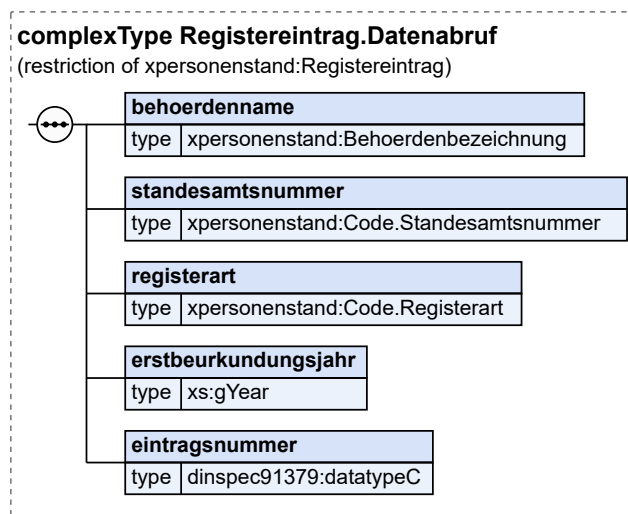 complexType Registereintrag.Datenabruf
(restriction of xpersonenstand:Registereintrag)
behoerdenname
type xpersonenstand:Behoerdenbezeichnung
standesamtsnummer
type xpersonenstand:Code.Standesamtsnummer
registerart
type xpersonenstand:Code.Registerart
erstbeurkundungsjahr
type xs:gYear
eintragsnummer
type dinspec91379:datatypeC